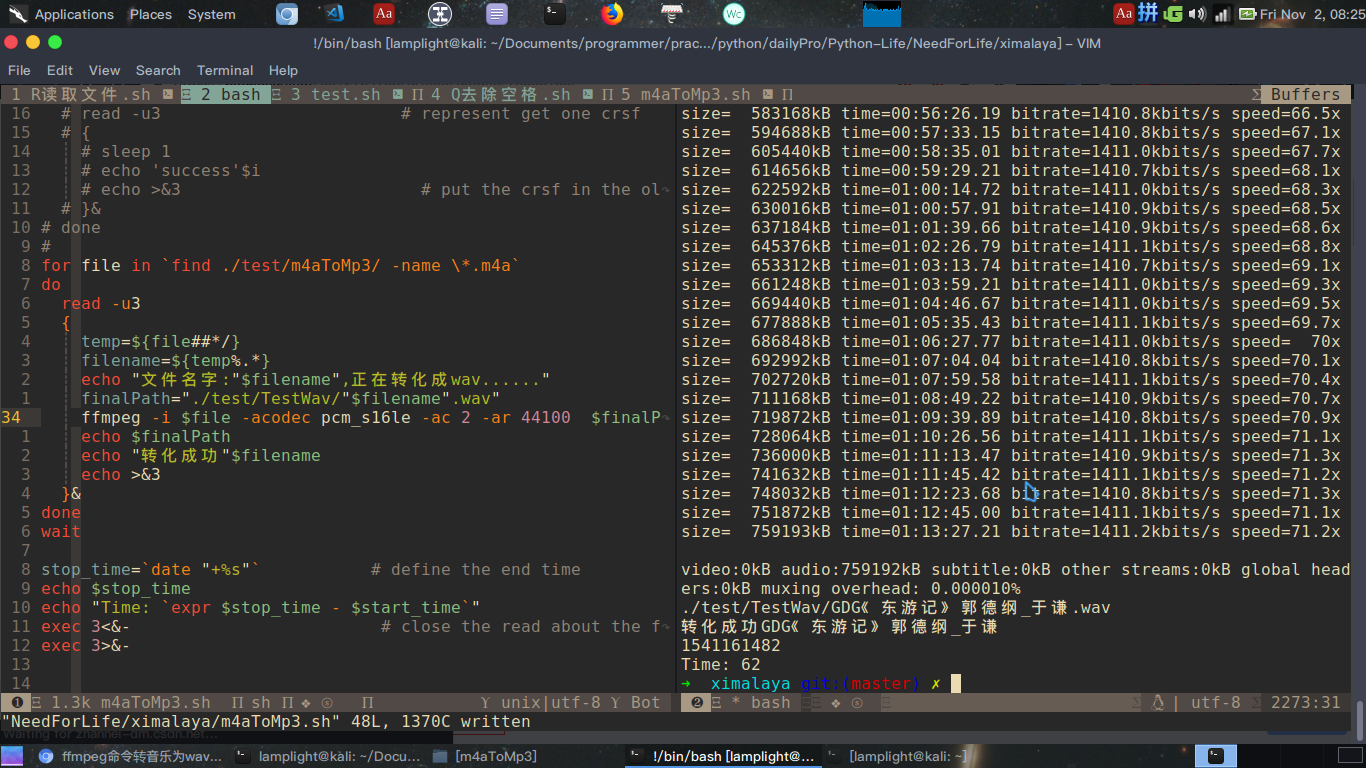 Applications Places System Aa Wc Aa 拼 Fri Nov 2, 08:25
!/bin/bash [lamplight@kali: ~/Documents/programmer/prac.../python/dailyPro/Python-Life/NeedForLife/ximalaya] – VIM
File Edit View Search Terminal Help
1 R读取文件.sh 2 bash 3 test.sh 4 Q去除空格.sh 5 m4aToMp3.sh Buffers
16 # read -u3 # represent get one crsf
15 # {
14 # sleep 1
13 # echo 'success'$i
12 # echo >&3 # put the crsf in the ol
11 # }&
10 # done
9 #
8 for file in `find ./test/m4aToMp3/ -name \*.m4a`
7 do
6 read -u3
5 {
4 temp=${file##*/}
3 filename=${temp%.*}
2 echo "文件名字:"$filename",正在转化成wav......"
1 finalPath="./test/TestWav/"$filename".wav"
34 ffmpeg -i $file -acodec pcm_s16le -ac 2 -ar 44100 $finalP
1 echo $finalPath
2 echo "转化成功"$filename
3 echo >&3
4 }&
5 done
6 wait
7
8 stop_time=`date "+%s"` # define the end time
9 echo $stop_time
10 echo "Time: `expr $stop_time - $start_time`"
11 exec 3<&- # close the read about the f
12 exec 3>&-
13
14
size= 583168kB time=00:56:26.19 bitrate=1410.8kbits/s speed=66.5x
size= 594688kB time=00:57:33.15 bitrate=1410.8kbits/s speed=67.1x
size= 605440kB time=00:58:35.01 bitrate=1411.0kbits/s speed=67.7x
size= 614656kB time=00:59:29.21 bitrate=1410.7kbits/s speed=68.1x
size= 622592kB time=01:00:14.72 bitrate=1411.0kbits/s speed=68.3x
size= 630016kB time=01:00:57.91 bitrate=1410.9kbits/s speed=68.5x
size= 637184kB time=01:01:39.66 bitrate=1410.9kbits/s speed=68.6x
size= 645376kB time=01:02:26.79 bitrate=1411.1kbits/s speed=68.8x
size= 653312kB time=01:03:13.74 bitrate=1410.7kbits/s speed=69.1x
size= 661248kB time=01:03:59.21 bitrate=1411.0kbits/s speed=69.3x
size= 669440kB time=01:04:46.67 bitrate=1411.0kbits/s speed=69.5x
size= 677888kB time=01:05:35.43 bitrate=1411.1kbits/s speed=69.7x
size= 686848kB time=01:06:27.77 bitrate=1411.0kbits/s speed= 70x
size= 692992kB time=01:07:04.04 bitrate=1410.8kbits/s speed=70.1x
size= 702720kB time=01:07:59.58 bitrate=1411.1kbits/s speed=70.4x
size= 711168kB time=01:08:49.22 bitrate=1410.9kbits/s speed=70.7x
size= 719872kB time=01:09:39.89 bitrate=1410.8kbits/s speed=70.9x
size= 728064kB time=01:10:26.56 bitrate=1411.1kbits/s speed=71.1x
size= 736000kB time=01:11:13.47 bitrate=1410.9kbits/s speed=71.3x
size= 741632kB time=01:11:45.42 bitrate=1411.1kbits/s speed=71.2x
size= 748032kB time=01:12:23.68 bitrate=1410.8kbits/s speed=71.3x
size= 751872kB time=01:12:45.00 bitrate=1411.1kbits/s speed=71.1x
size= 759193kB time=01:13:27.21 bitrate=1411.2kbits/s speed=71.2x
video:0kB audio:759192kB subtitle:0kB other streams:0kB global head
ers:0kB muxing overhead: 0.000010%
./test/TestWav/GDG《东游记》郭德纲_于谦.wav
转化成功GDG《东游记》郭德纲_于谦
1541161482
Time: 62
➜ ximalaya git:(master) ✗
❶ 1.3k m4aToMp3.sh sh unix|utf-8 Bot
❷ * bash | utf-8 2273:31
"NeedForLife/ximalaya/m4aToMp3.sh" 48L, 1370C written
ffmpeg命令转音乐为wav... lamplight@kali: ~/Docu... [m4aToMp3] !/bin/bash [lamplight@... [lamplight@kali: ~]